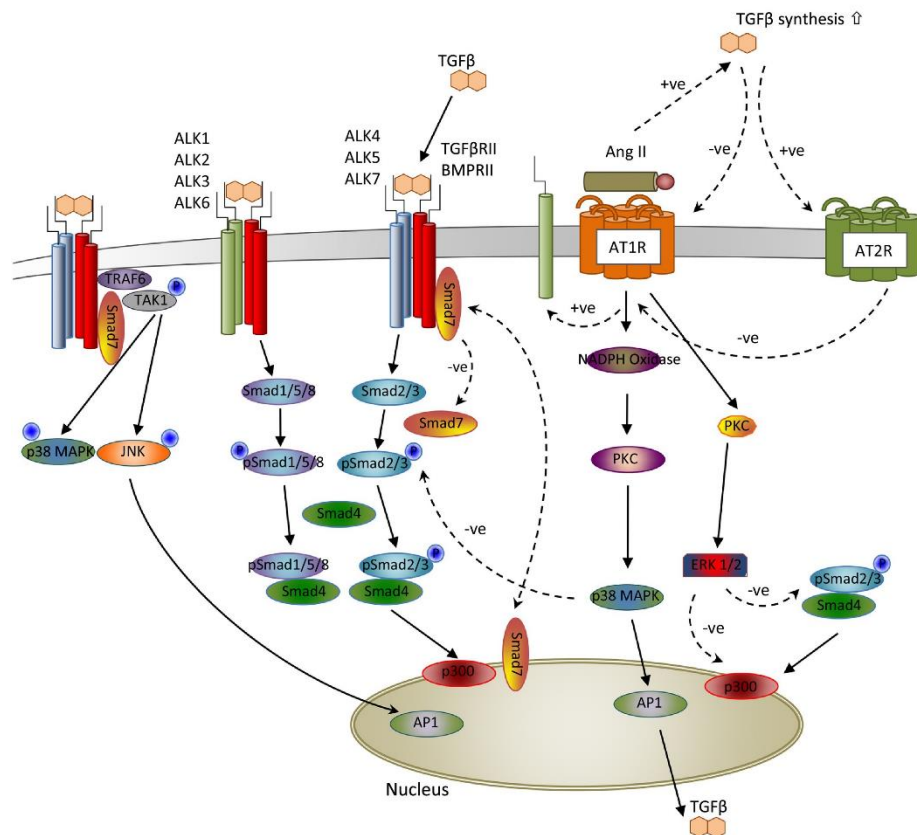 TGFβ synthesis ⇧
TGFβ
+ve
-ve
+ve
ALK1
ALK2
ALK3
ALK6
ALK4
ALK5
ALK7
TGFβRII
BMPRII
Ang II
AT1R
AT2R
TRAF6
TAK1
P
Smad7
Smad7
+ve
-ve
-ve
NADPH Oxidase
Smad1/5/8
Smad2/3
Smad7
PKC
P
p38 MAPK
P
JNK
P
pSmad1/5/8
P
pSmad2/3
PKC
-ve
Smad4
pSmad1/5/8
Smad4
pSmad2/3
P
Smad4
p38 MAPK
ERK 1/2
-ve
-ve
P
pSmad2/3
Smad4
p300
Smad7
p300
AP1
AP1
Nucleus
TGFβ